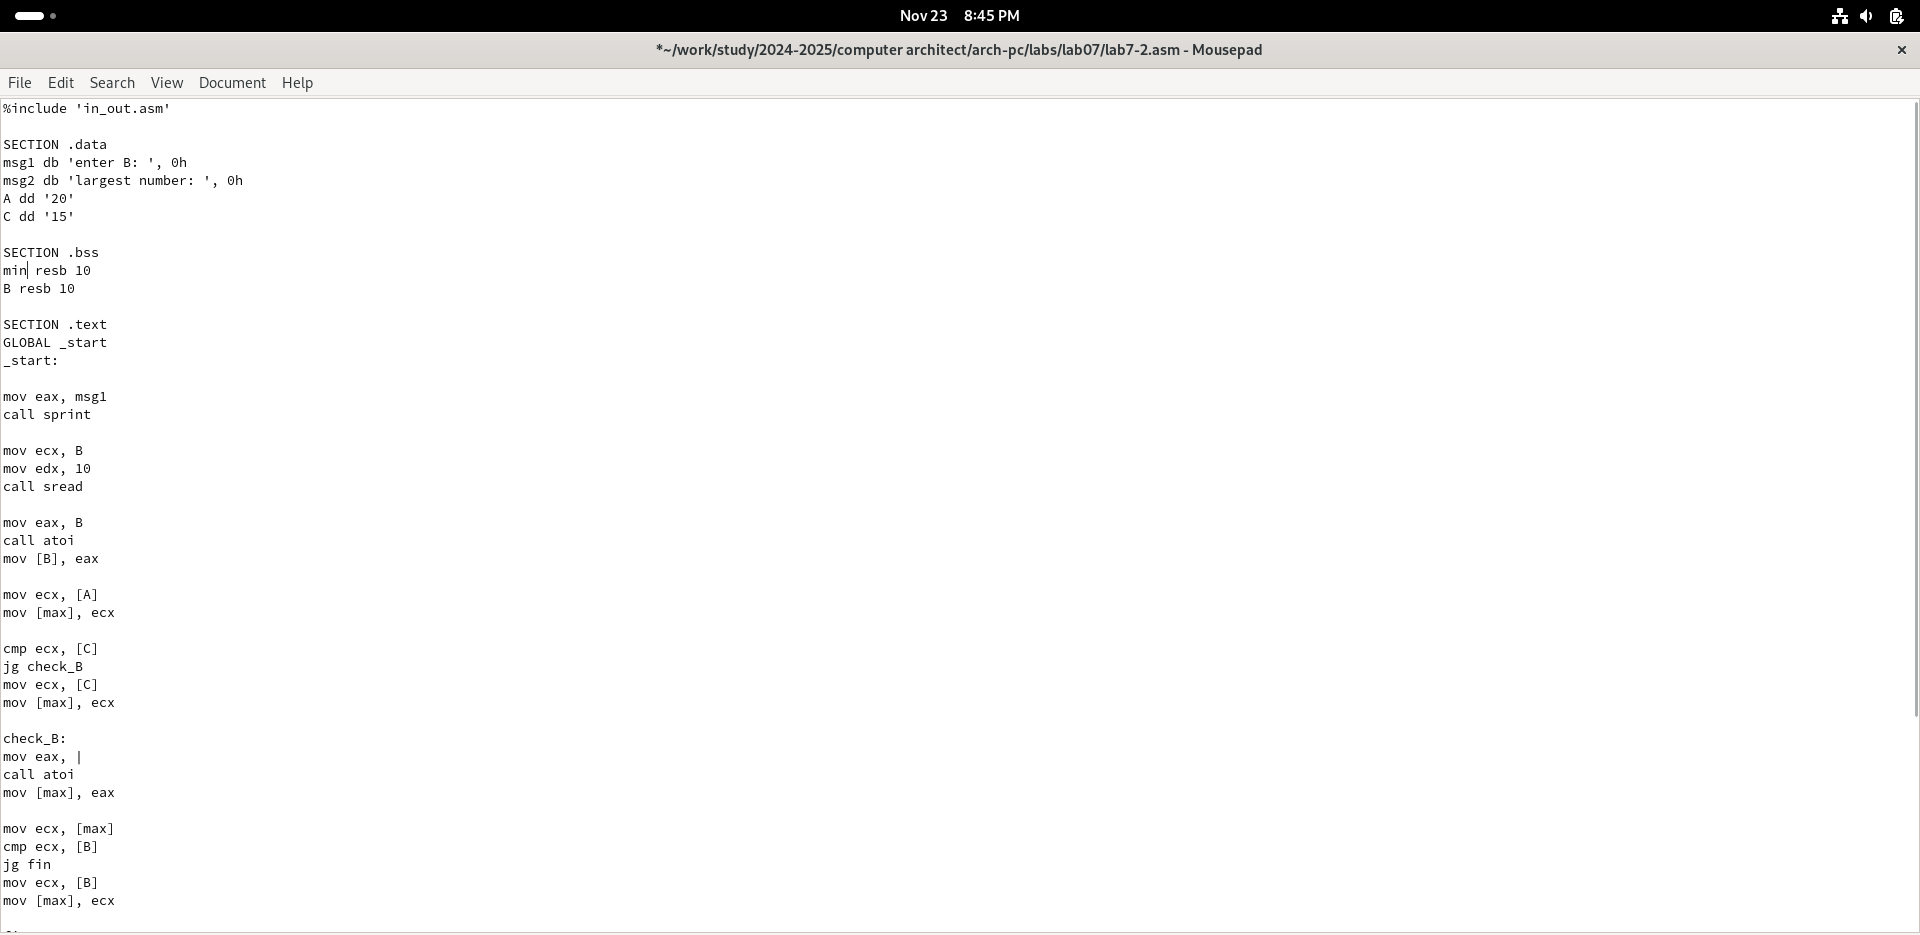 Nov 23 8:45 PM
*~/work/study/2024-2025/computer architect/arch-pc/labs/lab07/lab7-2.asm - Mousepad
File Edit Search View Document Help
%include 'in_out.asm'
SECTION .data
msg1 db 'enter B: ', 0h
msg2 db 'largest number: ', 0h
A dd '20'
C dd '15'
SECTION .bss
min resb 10
B resb 10
SECTION .text
GLOBAL _start
_start:
mov eax, msg1
call sprint
mov ecx, B
mov edx, 10
call sread
mov eax, B
call atoi
mov [B], eax
mov ecx, [A]
mov [max], ecx
cmp ecx, [C]
jg check_B
mov ecx, [C]
mov [max], ecx
check_B:
mov eax, |
call atoi
mov [max], eax
mov ecx, [max]
cmp ecx, [B]
jg fin
mov ecx, [B]
mov [max], ecx